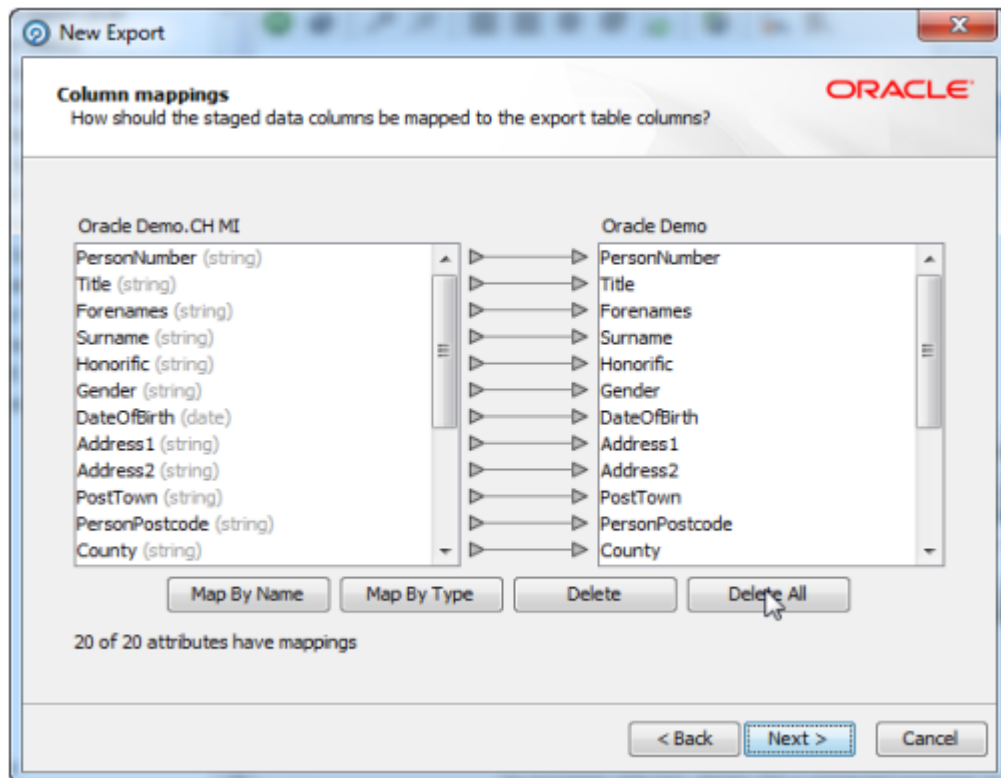 New Export
Column mappings
ORACLE
How should the staged data columns be mapped to the export table columns?
Oracle Demo.CH MI
Oracle Demo
PersonNumber (string)
PersonNumber
Title (string)
Title
Forenames (string)
Forenames
Surname (string)
Surname
Honorific (string)
Honorific
Gender (string)
Gender
DateOfBirth (date)
DateOfBirth
Address1 (string)
Address1
Address2 (string)
Address2
PostTown (string)
PostTown
PersonPostcode (string)
PersonPostcode
County (string)
County
Map By Name
Map By Type
Delete
Delete All
20 of 20 attributes have mappings
< Back
Next >
Cancel